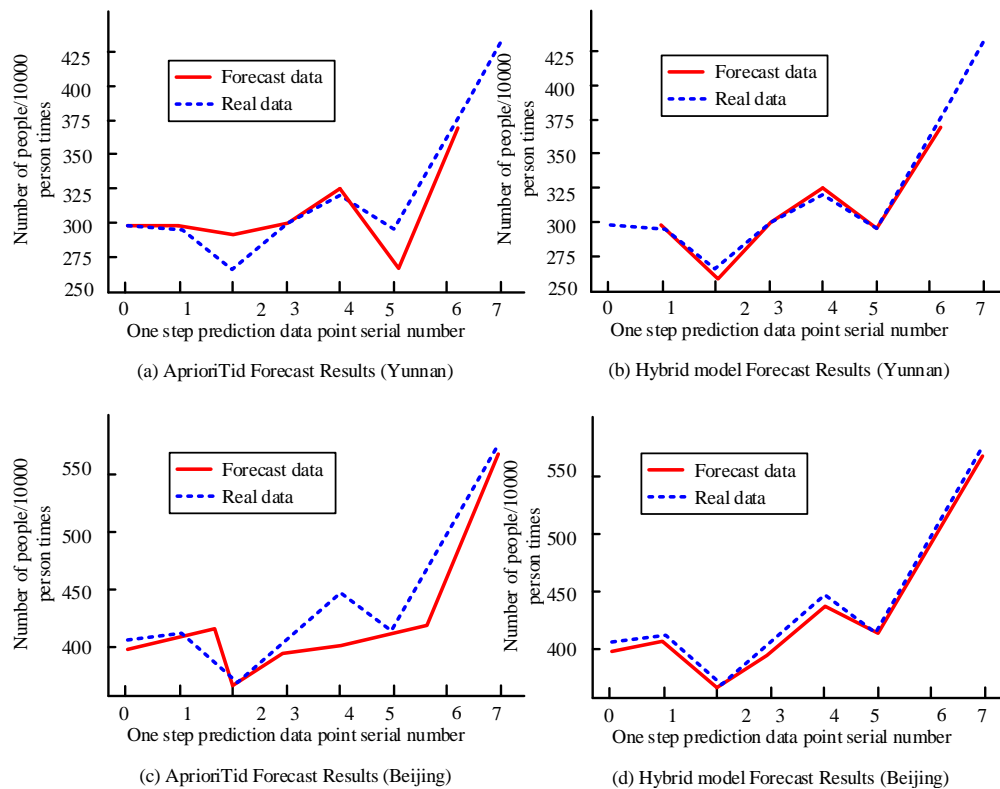 Number of people/10000
person times
425
400
375
350
325
300
275
250
Forecast data
Real data
0 1 2 3 4 5 6 7
One step prediction data point serial number
(a) AprioriTid Forecast Results (Yunnan)
Number of people/10000
person times
425
400
375
350
325
300
275
250
Forecast data
Real data
0 1 2 3 4 5 6 7
One step prediction data point serial number
(b) Hybrid model Forecast Results (Yunnan)
Number of people/10000
person times
550
500
450
400
Forecast data
Real data
0 1 2 3 4 5 6 7
One step prediction data point serial number
(c) AprioriTid Forecast Results (Beijing)
Number of people/10000
person times
550
500
450
400
Forecast data
Real data
0 1 2 3 4 5 6 7
One step prediction data point serial number
(d) Hybrid model Forecast Results (Beijing)